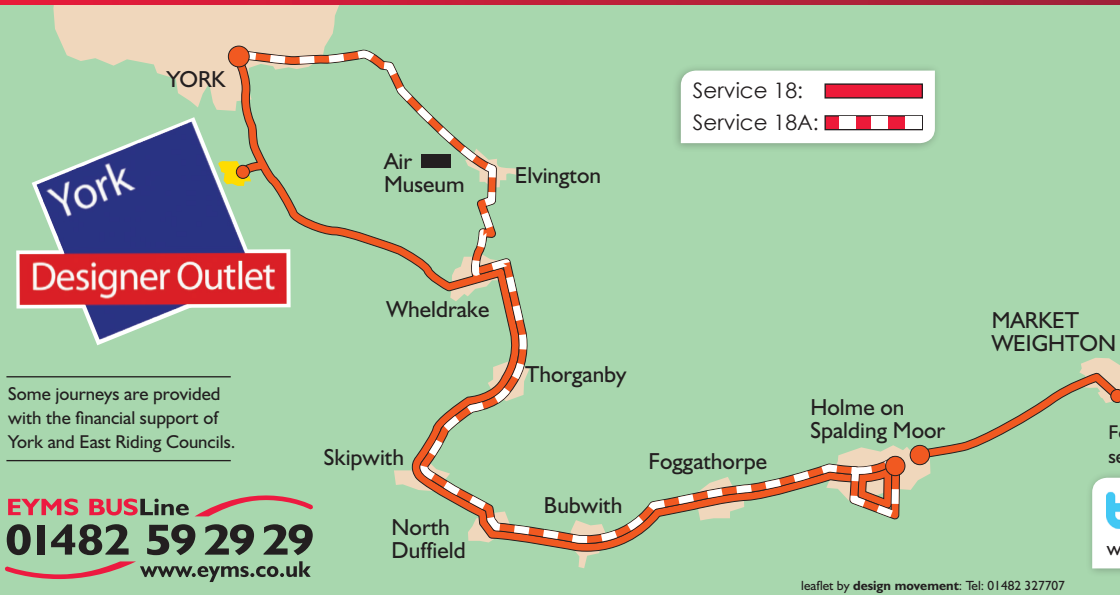 YORK
Service 18:
Service 18A:
Air
Museum
Elvington
York
Designer Outlet
Wheldrake
MARKET
WEIGHTON
Thorganby
Some journeys are provided
with the financial support of
York and East Riding Councils.
Holme on
Spalding Moor
Skipwith
Foggathorpe
EYMS BUSLine
01482 59 29 29
www.eyms.co.uk
Bubwith
North
Duffield
leaflet by design movement: Tel: 01482 327707